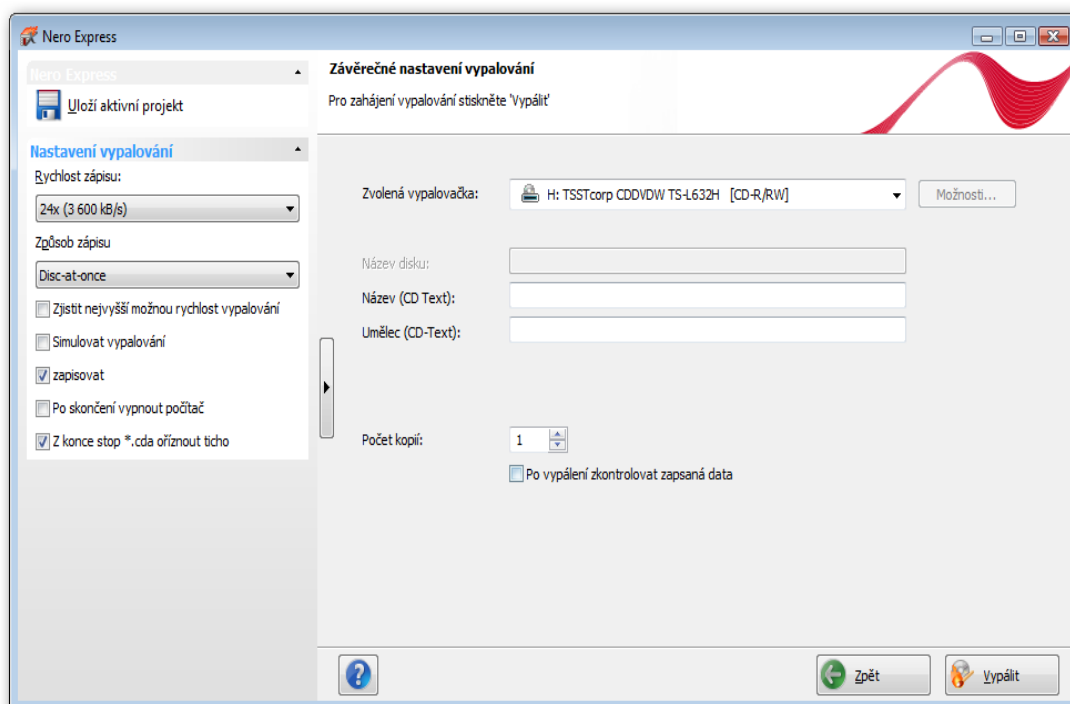 Nero Express
Nero Express
Uloží aktivní projekt
Nastavení vypalování
Rychlost zápisu:
24x (3 600 kB/s)
Způsob zápisu
Disc-at-once
Zjistit nejvyšší možnou rychlost vypalování
Simulovat vypalování
zapisovat
Po skončení vypnout počítač
Z konce stop *.cda oříznout ticho
Závěrečné nastavení vypalování
Pro zahájení vypalování stiskněte 'Vypálit'
Zvolená vypalovačka:
H: TSSTcorp CDDVDW TS-L632H [CD-R/RW]
Možnosti...
Název disku:
Název (CD Text):
Umělec (CD-Text):
Počet kopií:
1
Po vypálení zkontrolovat zapsaná data
?
Zpět
Vypálit